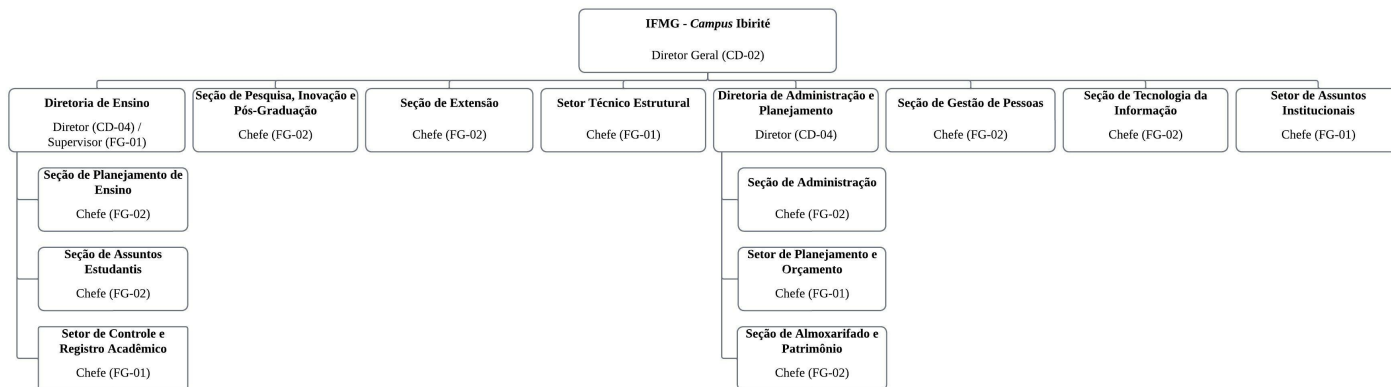 IFMG - Campus Ibirité
Diretor Geral (CD-02)
Diretoria de Ensino
Diretor (CD-04) /
Supervisor (FG-01)
Seção de Pesquisa, Inovação e
Pós-Graduação
Chefe (FG-02)
Seção de Extensão
Chefe (FG-02)
Setor Técnico Estrutural
Chefe (FG-01)
Diretoria de Administração e
Planejamento
Diretor (CD-04)
Seção de Gestão de Pessoas
Chefe (FG-02)
Seção de Tecnologia da
Informação
Chefe (FG-02)
Setor de Assuntos
Institucionais
Chefe (FG-01)
Seção de Planejamento de
Ensino
Chefe (FG-02)
Seção de Assuntos
Estudantis
Chefe (FG-02)
Setor de Controle e
Registro Acadêmico
Chefe (FG-01)
Seção de Administração
Chefe (FG-02)
Setor de Planejamento e
Orçamento
Chefe (FG-01)
Seção de Almoxarifado e
Patrimônio
Chefe (FG-02)